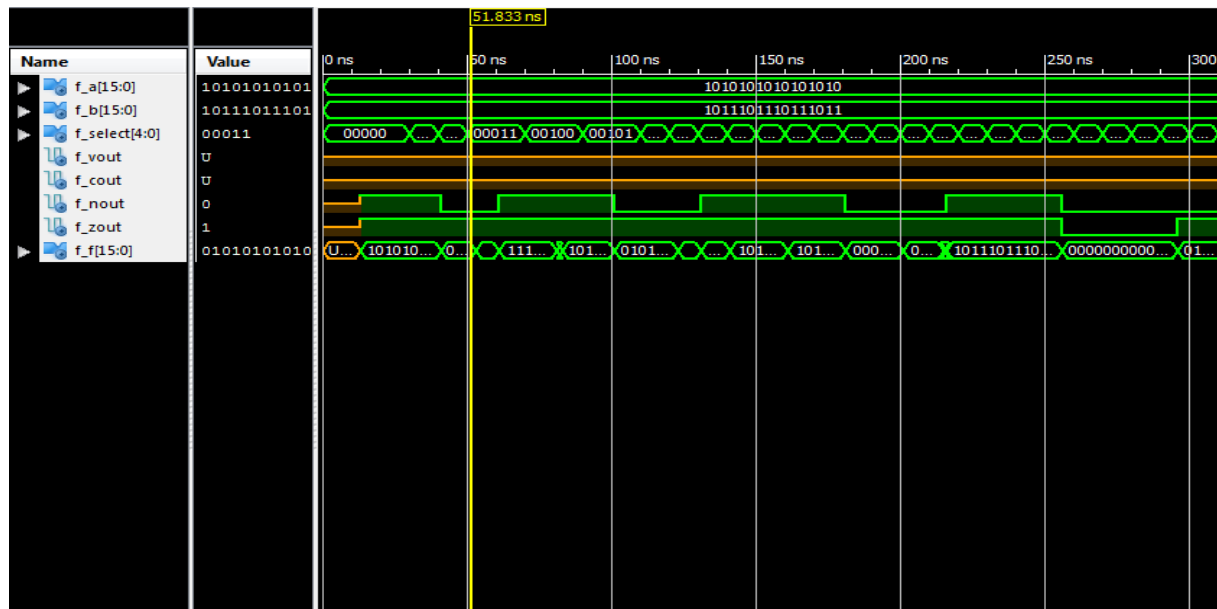 51.833 ns
Name Value 0 ns 50 ns 100 ns 150 ns 200 ns 250 ns 300
f_a[15:0] 10101010101 1010101010101010
f_b[15:0] 10111011101 1011101110111011
f_select[4:0] 00011 00000 ... ... 00011 00100 00101 ... ... ... ... ... ... ... ... ... ... ... ... ... ... ... ... ... ... ...
f_vout U
f_cout U
f_nout 0
f_zout 1
f_f[15:0] 01010101010 U... 101010... 0... 111... 101... 0101... ... 101... 101... 000... 0... 1011101110... 0000000000... 01...